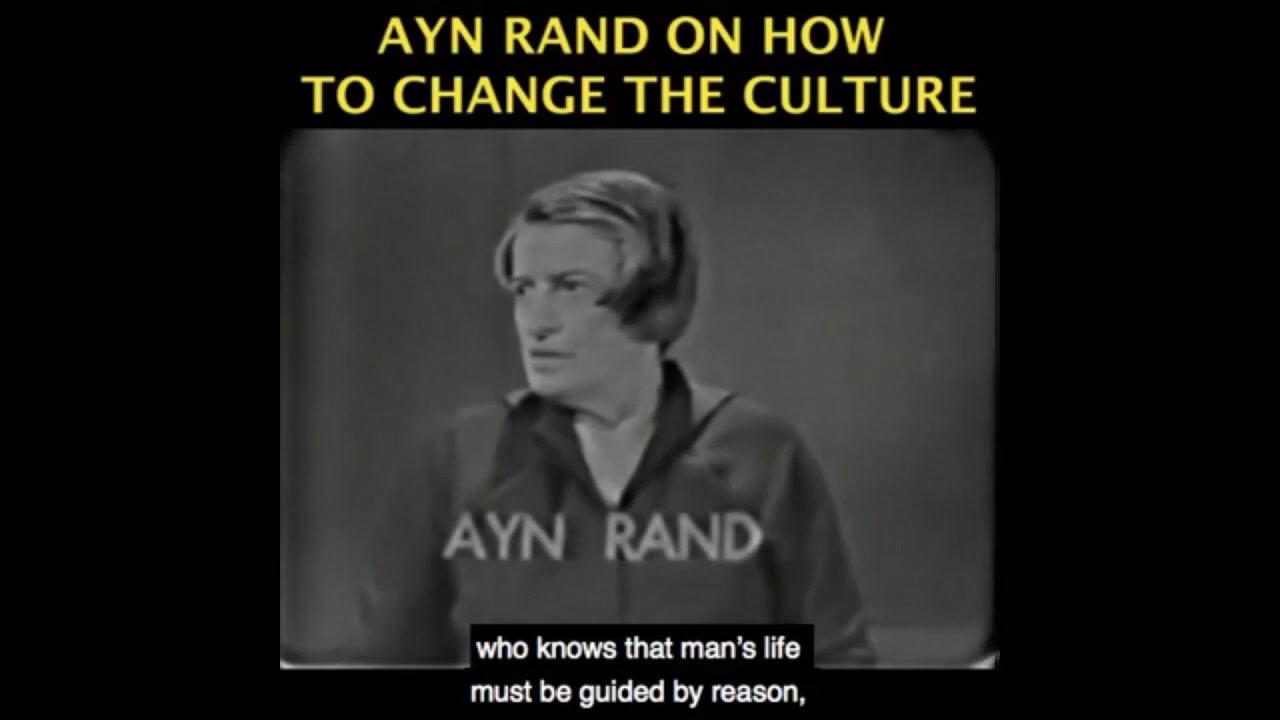 AYN RAND ON HOW
TO CHANGE THE CULTURE
AYN RAND
who knows that man's life
must be guided by reason,